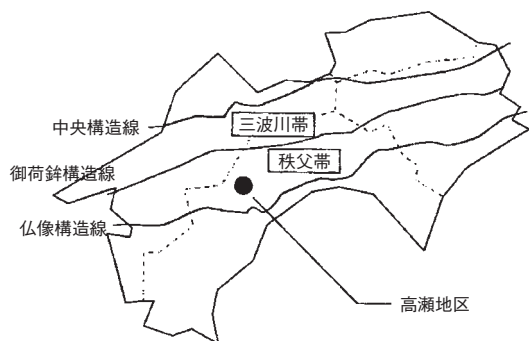 中央構造線
三波川帯
秩父帯
御荷鉾構造線
仏像構造線
高瀬地区